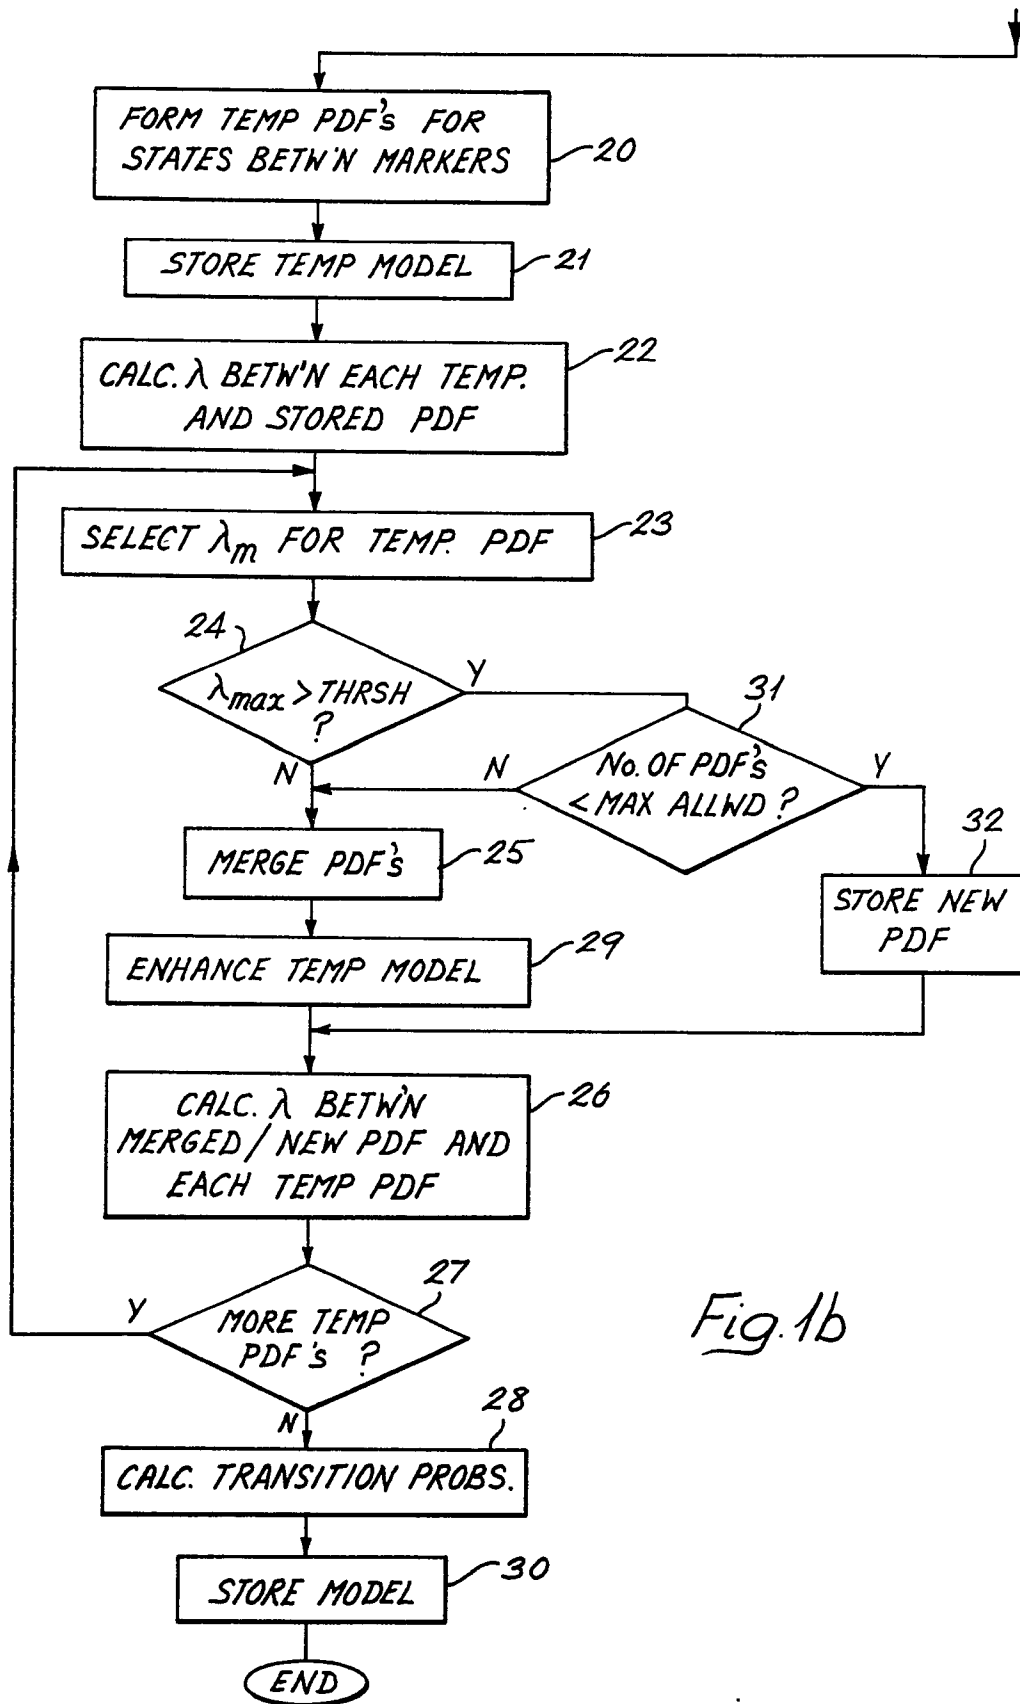 FORM TEMP PDF's FOR
STATES BETW'N MARKERS
20
STORE TEMP MODEL
21
CALC. λ BETW'N EACH TEMP.
AND STORED PDF
22
SELECT λm FOR TEMP. PDF
23
24
λmax > THRSH
?
Y
N
31
No. OF PDF's
< MAX ALLWD ?
N
Y
MERGE PDF's
25
32
STORE NEW
PDF
ENHANCE TEMP MODEL
29
CALC. λ BETW'N
MERGED/NEW PDF AND
EACH TEMP PDF
26
27
MORE TEMP
PDF's ?
Y
N
Fig.1b
28
CALC. TRANSITION PROBS.
STORE MODEL
30
END